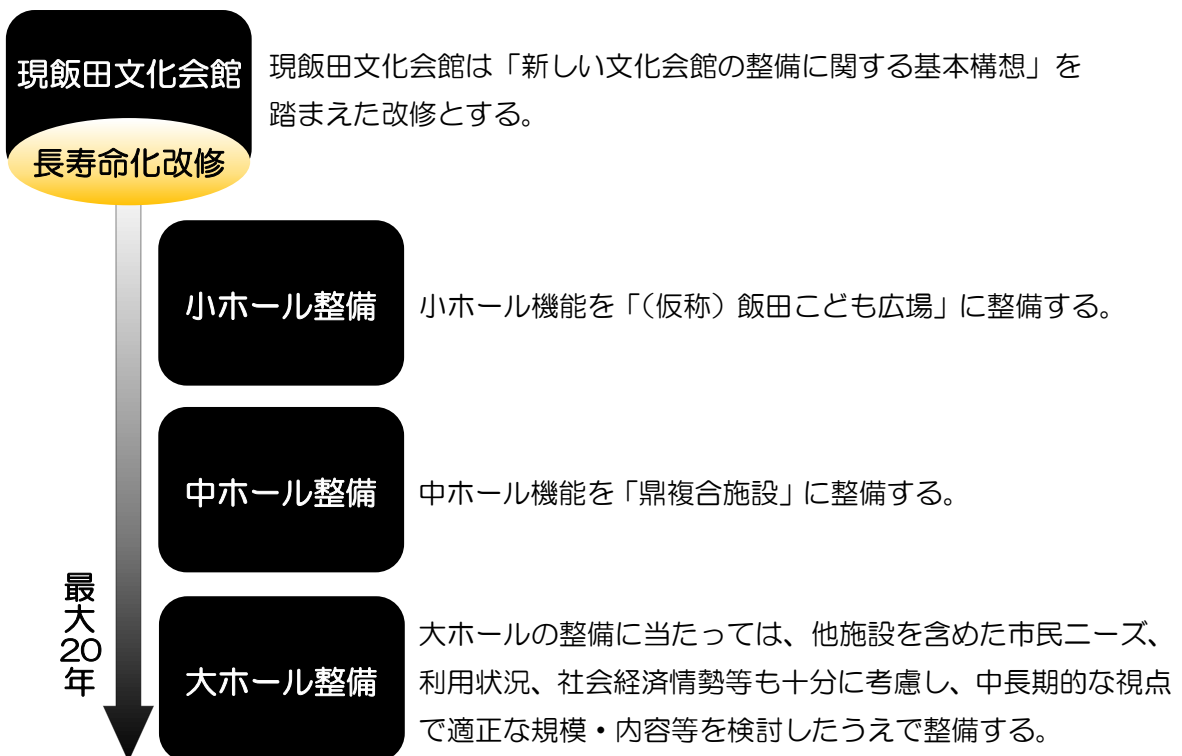 現飯田文化会館
長寿命化改修
現飯田文化会館は「新しい文化会館の整備に関する基本構想」を
踏まえた改修とする。
小ホール整備
小ホール機能を「（仮称）飯田こども広場」に整備する。
中ホール整備
中ホール機能を「鼎複合施設」に整備する。
最大20年
大ホール整備
大ホールの整備に当たっては、他施設を含めた市民ニーズ、
利用状況、社会経済情勢等も十分に考慮し、中長期的な視点
で適正な規模・内容等を検討したうえで整備する。